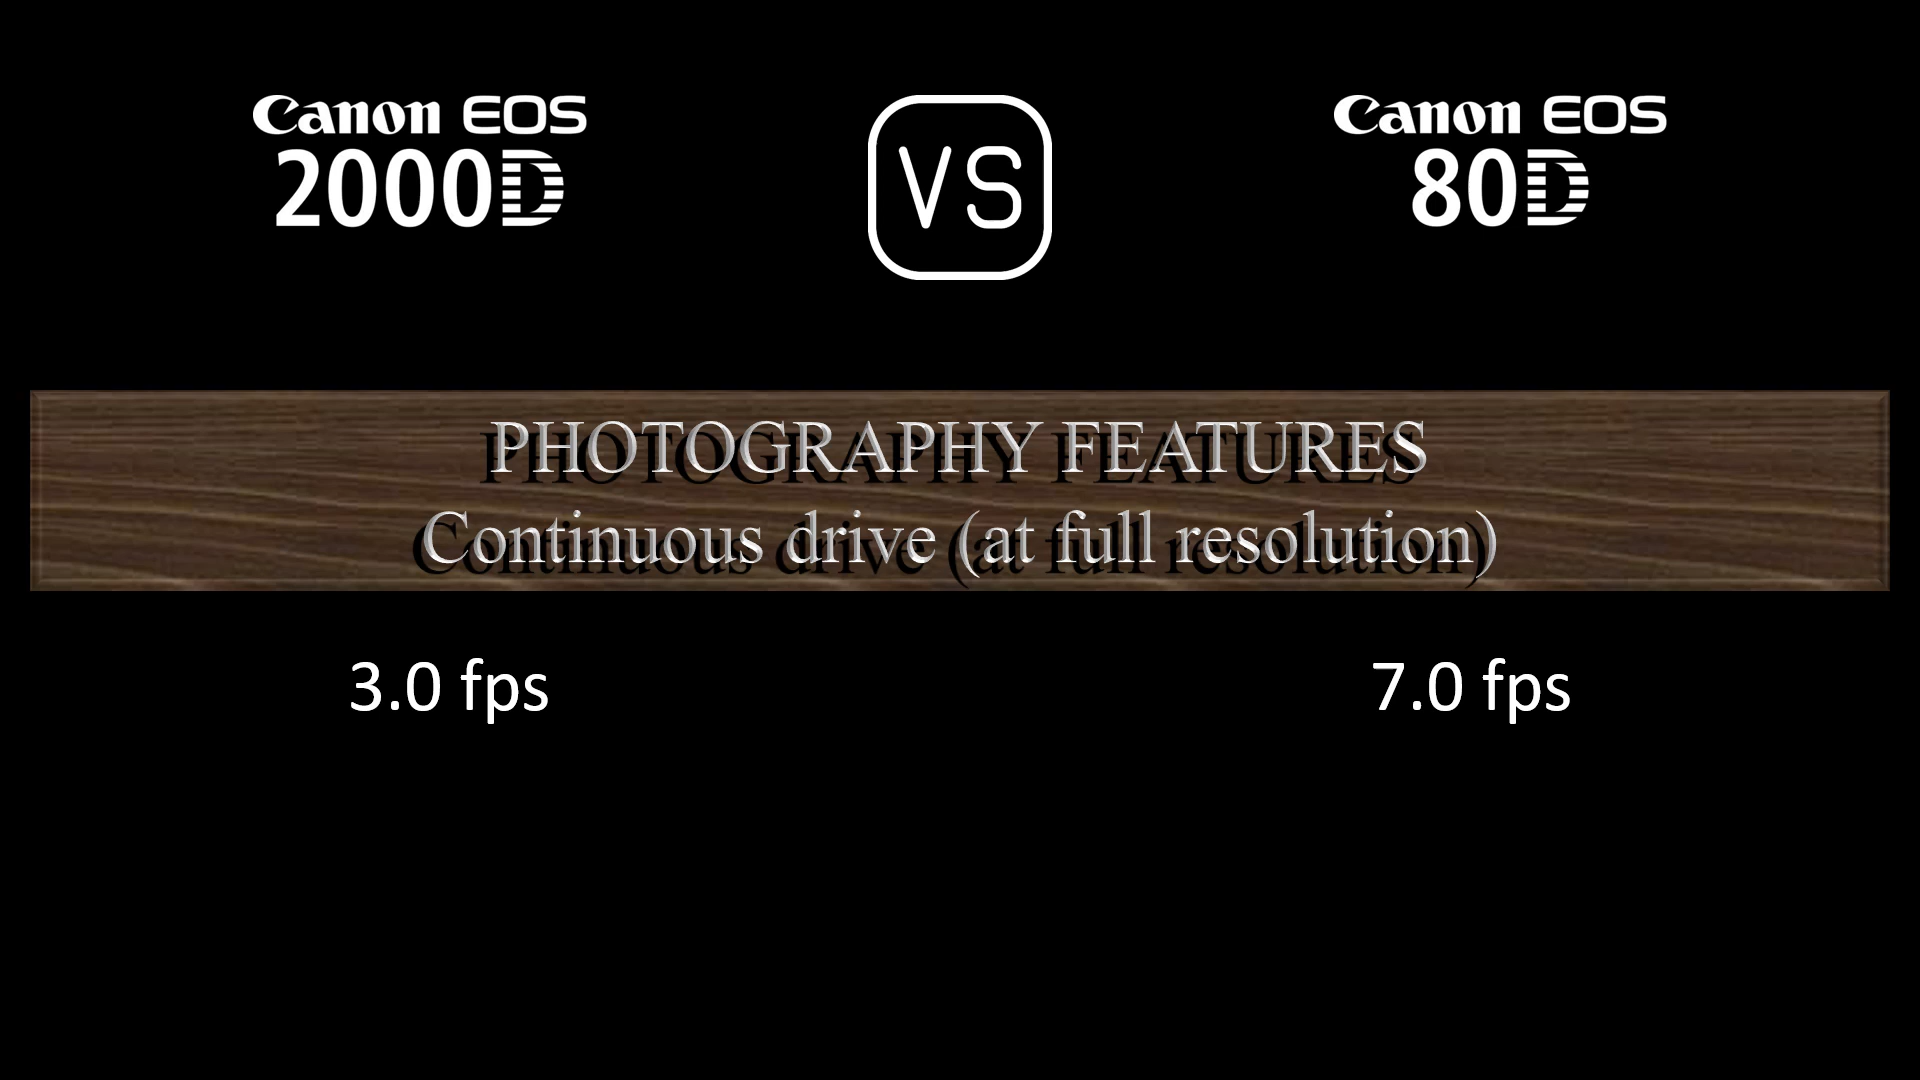 Canon EOS
2000D
VS
Canon EOS
80D
PHOTOGRAPHY FEATURES
Continuous drive (at full resolution)
3.0 fps
7.0 fps